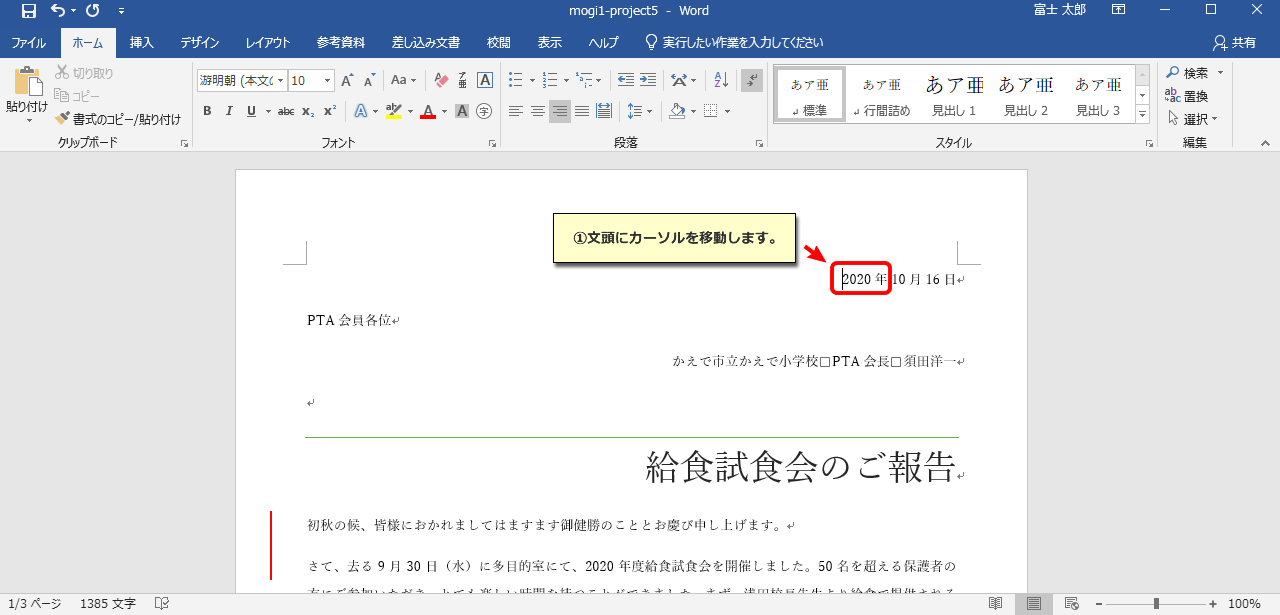 mogi1-project5 - Word
富士 太郎
ファイル ホーム 挿入 デザイン レイアウト 参考資料 差し込み文書 校閲 表示 ヘルプ 実行したい作業を入力してください 共有
貼り付け
切り取り
コピー
書式のコピー/貼り付け
クリップボード
游明朝 (本文の 10
A A Aa A
B I U abc x₂ x² A ab A A 字
フォント
段落
あア亜 あア亜 あア亜 あア亜 あア亜
↲ 標準 ↲ 行間詰め 見出し 1 見出し 2 見出し 3
スタイル
検索
置換
選択
編集
①文頭にカーソルを移動します。
2020 年 10 月 16 日↵
PTA 会員各位↵
かえで市立かえで小学校□PTA 会長□須田洋一↵
↵
給食試食会のご報告↵
初秋の候、皆様におかれましてはますます御健勝のこととお慶び申し上げます。↵
さて、去る 9 月 30 日（水）に多目的室にて、2020 年度給食試食会を開催しました。50 名を超える保護者の
1/3 ページ 1385 文字 100%